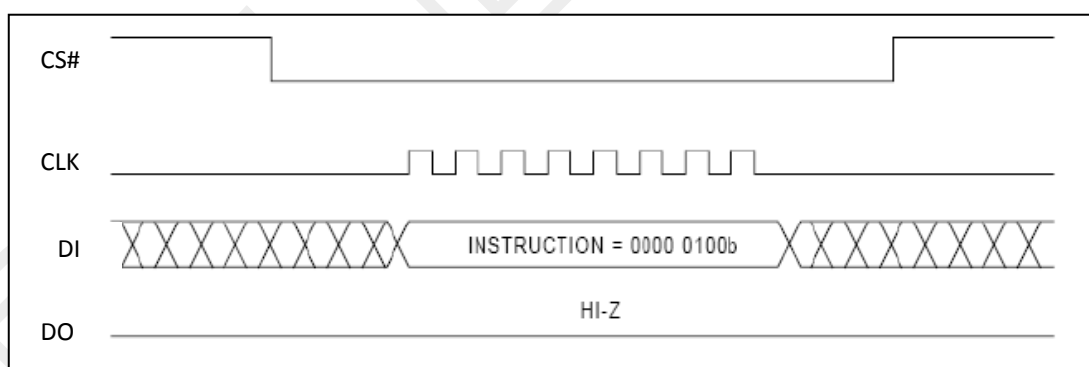 CS#
CLK
DI
INSTRUCTION = 0000 0100b
HI-Z
DO